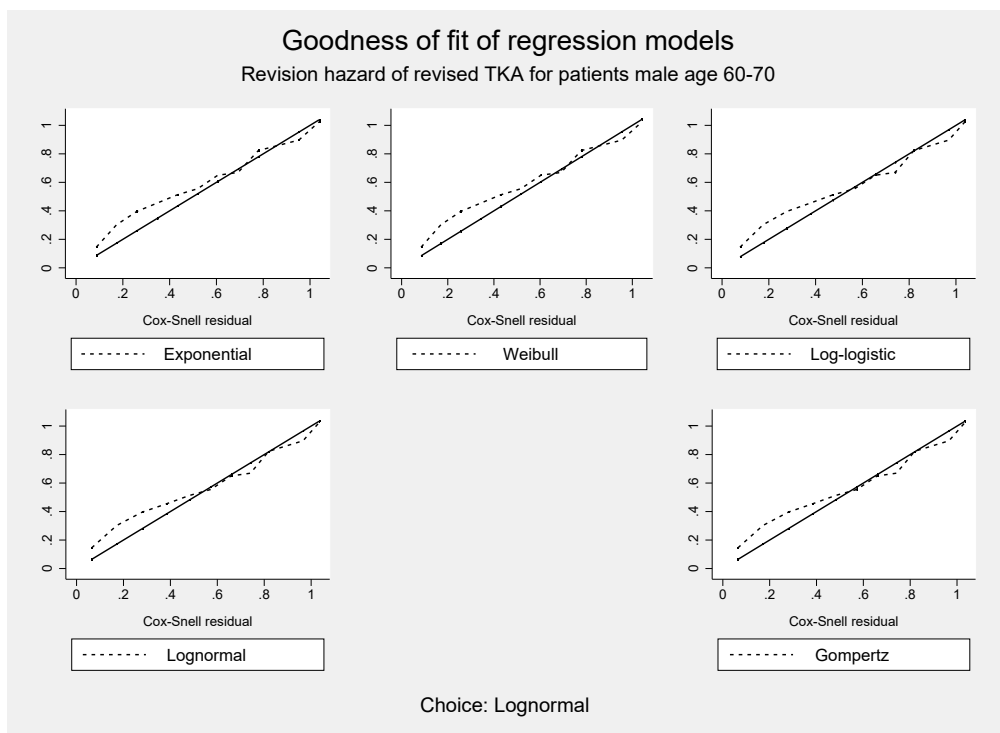 Goodness of fit of regression models
Revision hazard of revised TKA for patients male age 60-70
0 .2 .4 .6 .8 1
0 .2 .4 .6 .8 1
Cox-Snell residual
Exponential
0 .2 .4 .6 .8 1
0 .2 .4 .6 .8 1
Cox-Snell residual
Weibull
0 .2 .4 .6 .8 1
0 .2 .4 .6 .8 1
Cox-Snell residual
Log-logistic
0 .2 .4 .6 .8 1
0 .2 .4 .6 .8 1
Cox-Snell residual
Lognormal
0 .2 .4 .6 .8 1
0 .2 .4 .6 .8 1
Cox-Snell residual
Gompertz
Choice: Lognormal